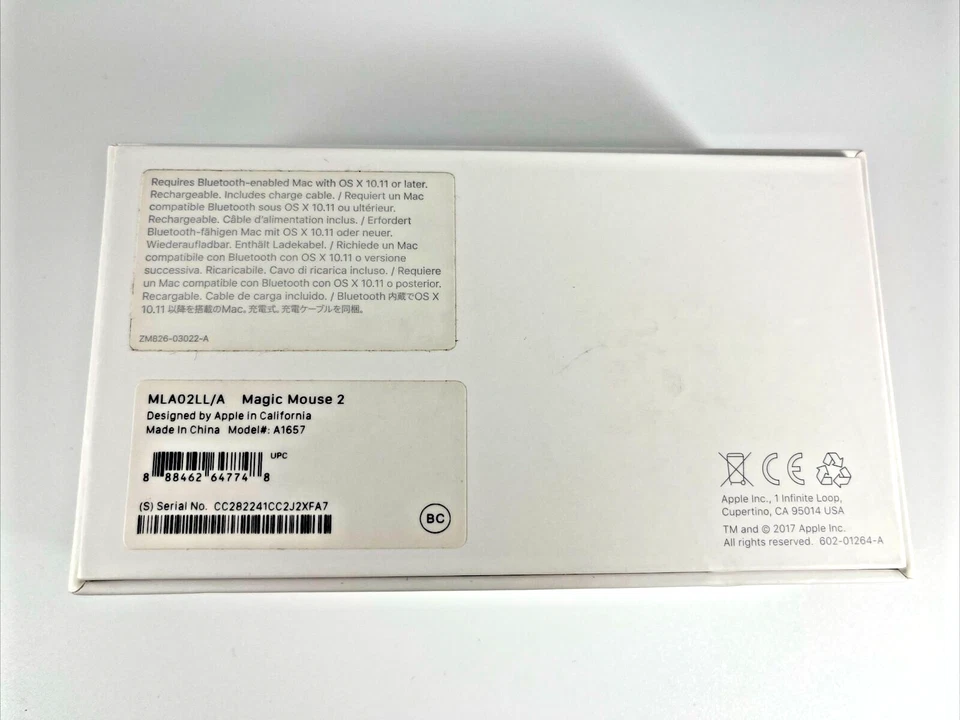 Requires Bluetooth-enabled Mac with OS X 10.11 or later.
Rechargeable. Includes charge cable. / Requiert un Mac
compatible Bluetooth sous OS X 10.11 ou ultérieur.
Rechargeable. Câble d'alimentation inclus. / Erfordert
Bluetooth-fähigen Mac mit OS X 10.11 oder neuer.
Wiederaufladbar. Enthält Ladekabel. / Richiede un Mac
compatibile con Bluetooth con OS X 10.11 o versione
successiva. Ricaricabile. Cavo di ricarica incluso. / Requiere
un Mac compatible con Bluetooth con OS X 10.11 o posterior.
Recargable. Cable de carga incluido. / Bluetooth 内蔵でOS X
10.11 以降を搭載のMac。充電式。充電ケーブルを同梱。
ZM826-03022-A
MLA02LL/A Magic Mouse 2
Designed by Apple in California
Made in China Model#: A1657
UPC
8 88462 64774 8
(S) Serial No. CC282241CC2J2XFA7
BC
CE
Apple Inc., 1 Infinite Loop,
Cupertino, CA 95014 USA
TM and © 2017 Apple Inc.
All rights reserved. 602-01264-A